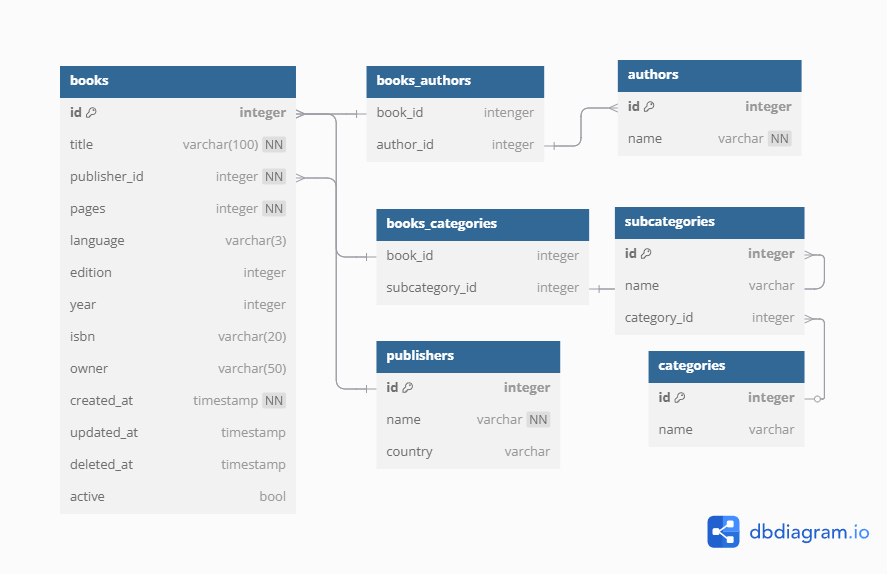 books
id integer
title varchar(100) NN
publisher_id integer NN
pages integer NN
language varchar(3)
edition integer
year integer
isbn varchar(20)
owner varchar(50)
created_at timestamp NN
updated_at timestamp
deleted_at timestamp
active bool
books_authors
book_id intenger
author_id integer
authors
id integer
name varchar NN
books_categories
book_id integer
subcategory_id integer
subcategories
id integer
name varchar
category_id integer
publishers
id integer
name varchar NN
country varchar
categories
id integer
name varchar
dbdiagram.io